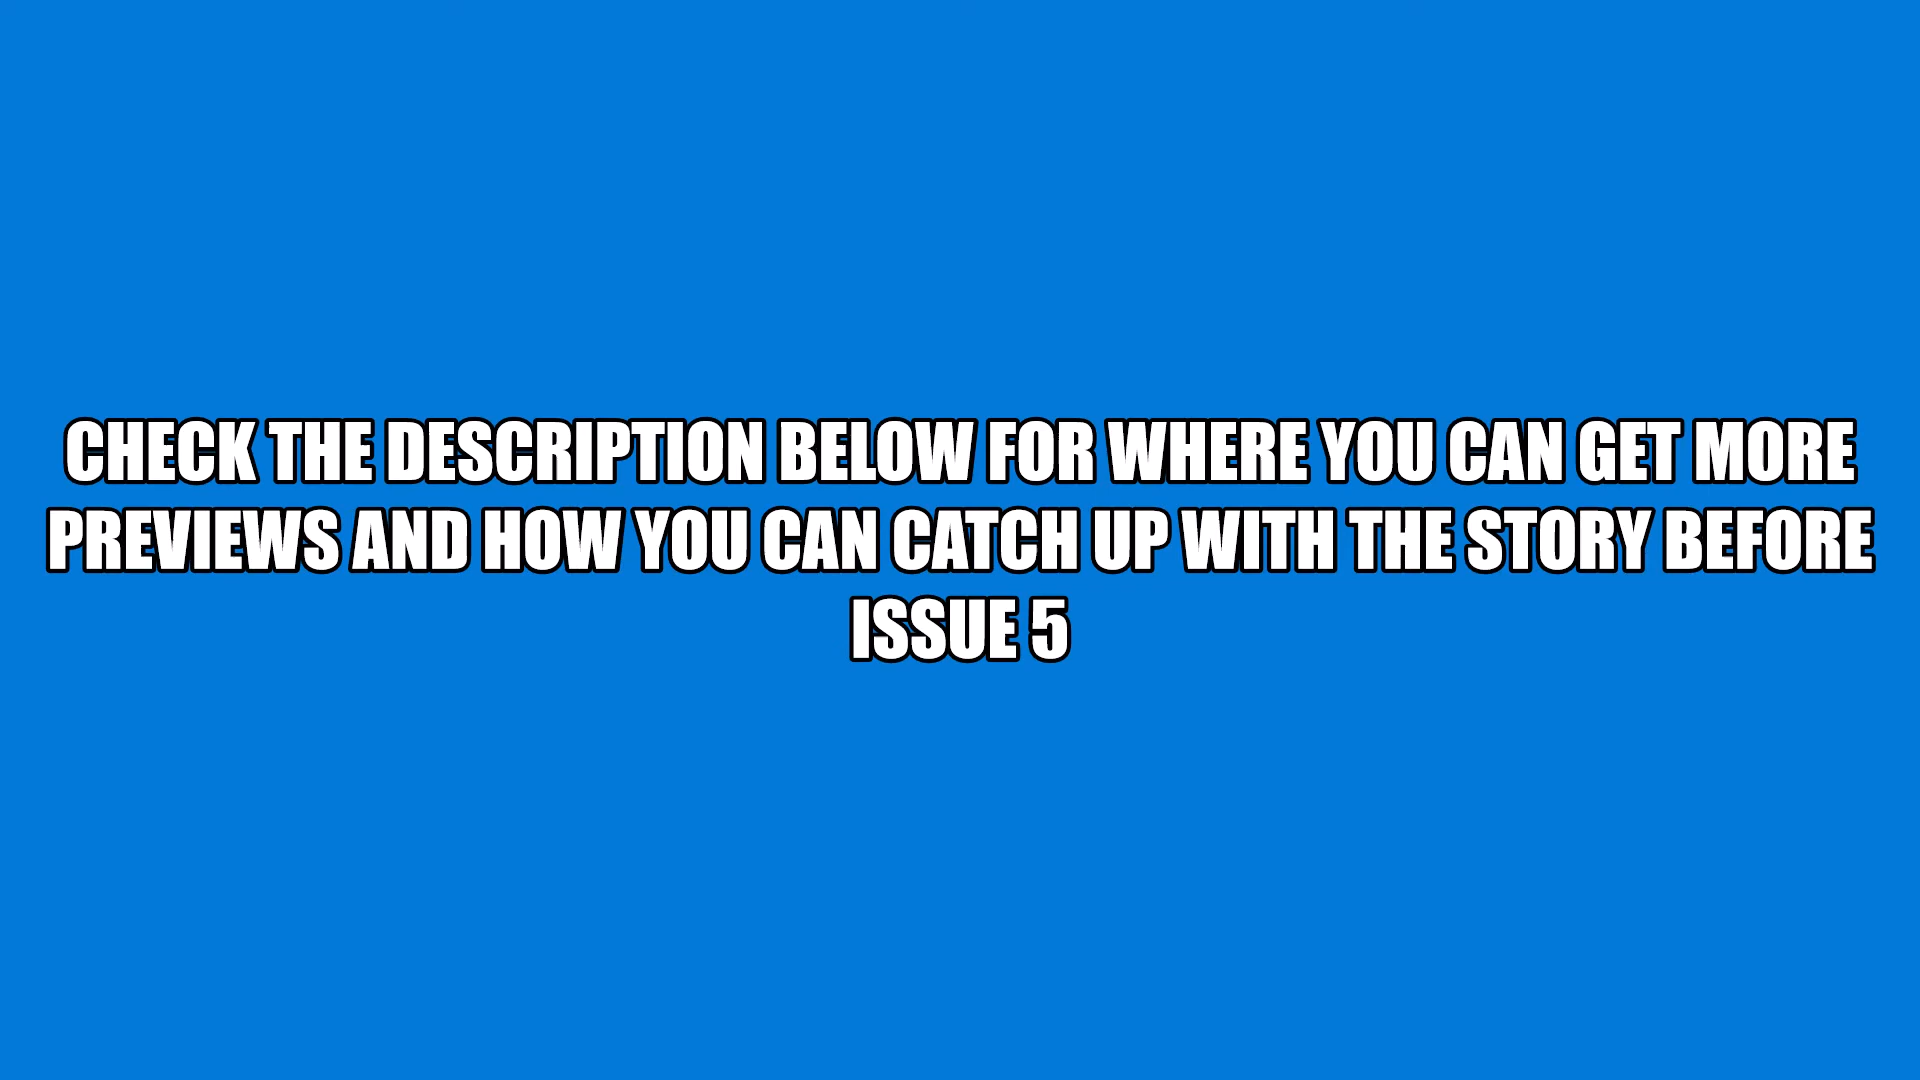 CHECK THE DESCRIPTION BELOW FOR WHERE YOU CAN GET MORE
PREVIEWS AND HOW YOU CAN CATCH UP WITH THE STORY BEFORE
ISSUE 5